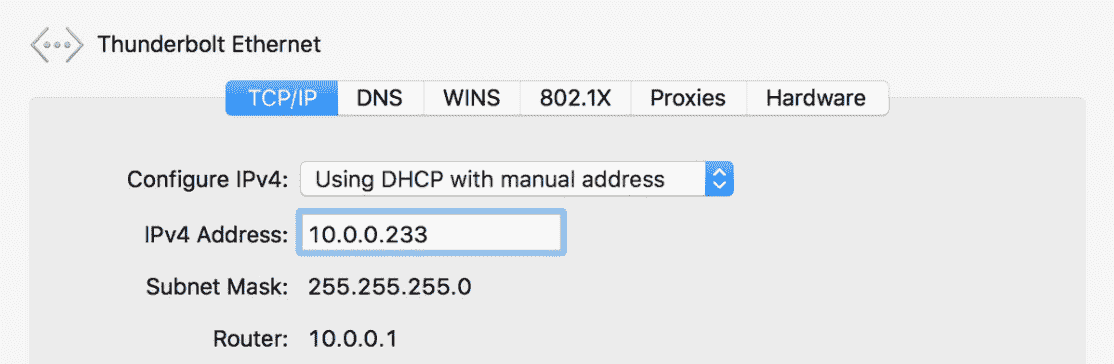 Thunderbolt Ethernet
TCP/IP DNS WINS 802.1X Proxies Hardware
Configure IPv4: Using DHCP with manual address
IPv4 Address: 10.0.0.233
Subnet Mask: 255.255.255.0
Router: 10.0.0.1